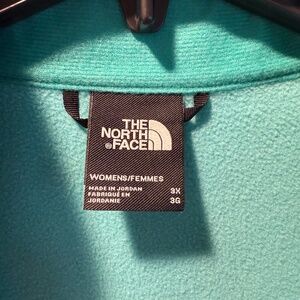 THE
NORTH
®FACE
WOMENS/FEMMES
MADE IN JORDAN 3X
FABRIQUÉ EN 3G
JORDANIE